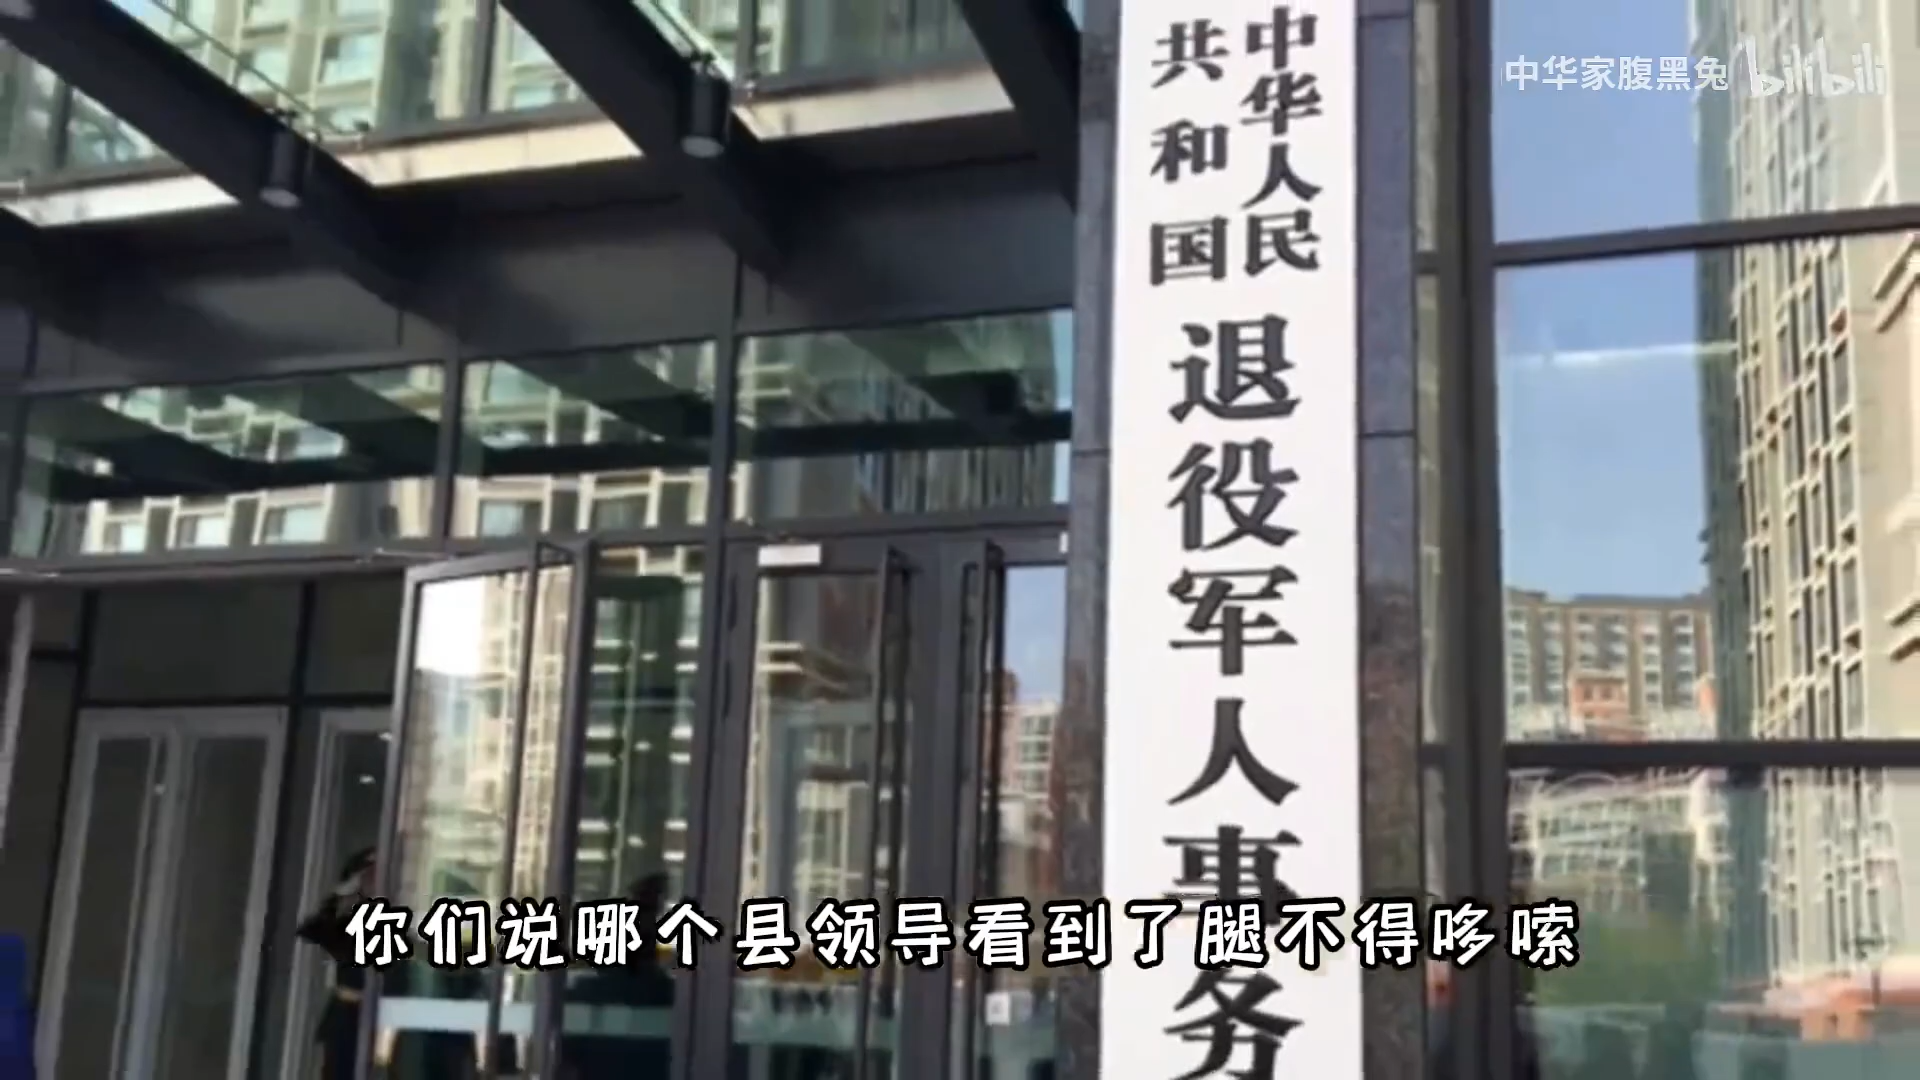 中华家腹黑兔 bilibili
中华人民
共和国
退役军人事务
你们说哪个县领导看到了腿不得哆嗦